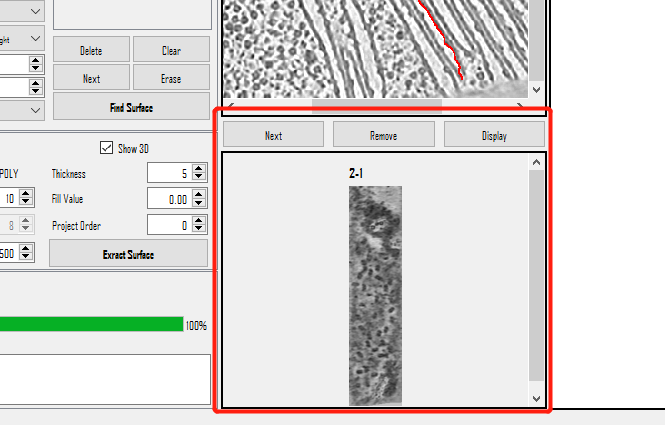 ght
Delete
Clear
Next
Erase
Find Surface
Show 3D
POLY
Thickness
5
10
Fill Value
0.00
8
Project Order
0
500
Exract Surface
100%
Next
Remove
Display
2-1